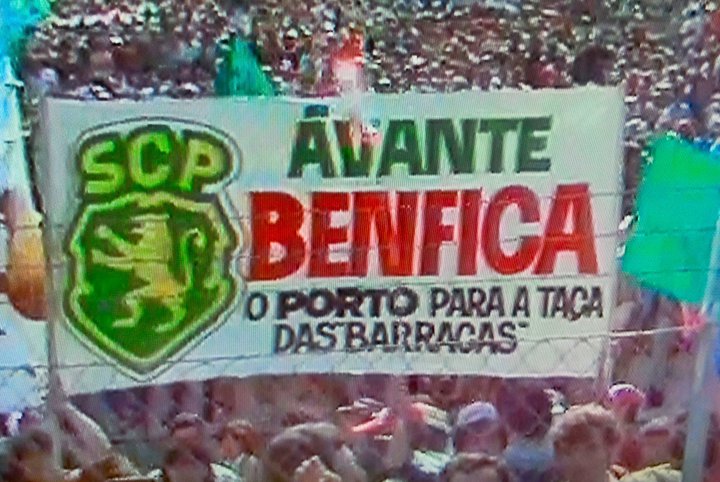 SCP
ÁVANTE
BENFICA
O PORTO PARA A TAÇA
DAS "BARRACAS"